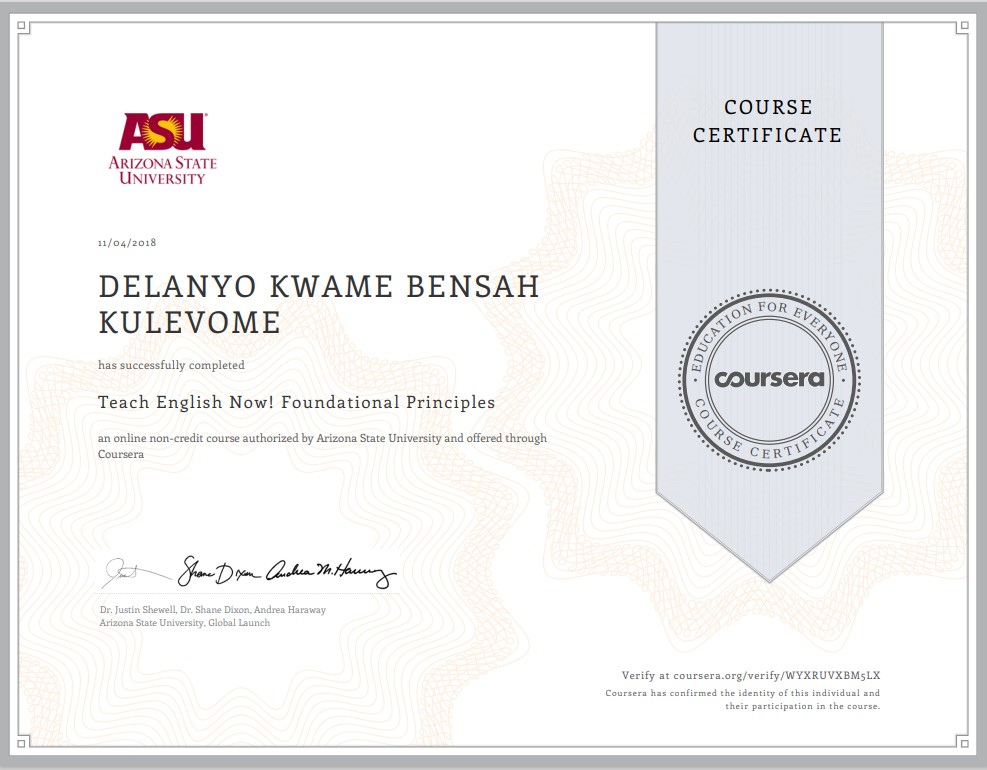 ASU
ARIZONA STATE
UNIVERSITY
COURSE
CERTIFICATE
11/04/2018
DELANYO KWAME BENSAH
KULEVOME
has successfully completed
Teach English Now! Foundational Principles
an online non-credit course authorized by Arizona State University and offered through
Coursera
EDUCATION FOR EVERYONE
coursera
COURSE CERTIFICATE
Shane Dixon Andrea M. Haraway
Dr. Justin Shewell, Dr. Shane Dixon, Andrea Haraway
Arizona State University, Global Launch
Verify at coursera.org/verify/WYXRUVXBM5LX
Coursera has confirmed the identity of this individual and
their participation in the course.